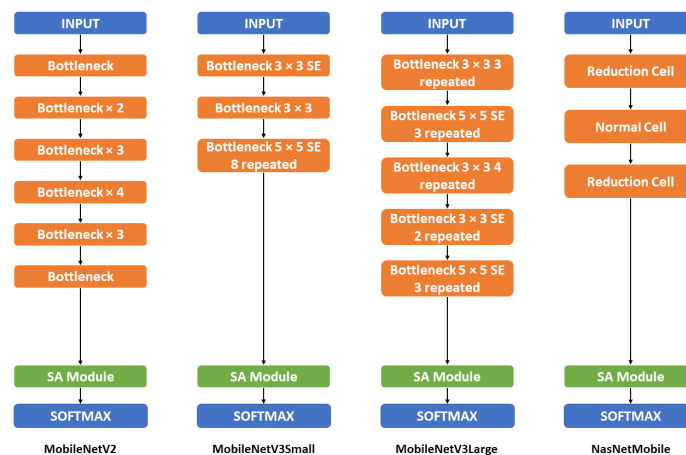 INPUT
Bottleneck
Bottleneck × 2
Bottleneck × 3
Bottleneck × 4
Bottleneck × 3
Bottleneck
SA Module
SOFTMAX
MobileNetV2
INPUT
Bottleneck 3 × 3 SE
Bottleneck 3 × 3
Bottleneck 5 × 5 SE
8 repeated
SA Module
SOFTMAX
MobileNetV3Small
INPUT
Bottleneck 3 × 3 3
repeated
Bottleneck 5 × 5 SE
3 repeated
Bottleneck 3 × 3 4
repeated
Bottleneck 3 × 3 SE
2 repeated
Bottleneck 5 × 5 SE
3 repeated
SA Module
SOFTMAX
MobileNetV3Large
INPUT
Reduction Cell
Normal Cell
Reduction Cell
SA Module
SOFTMAX
NasNetMobile